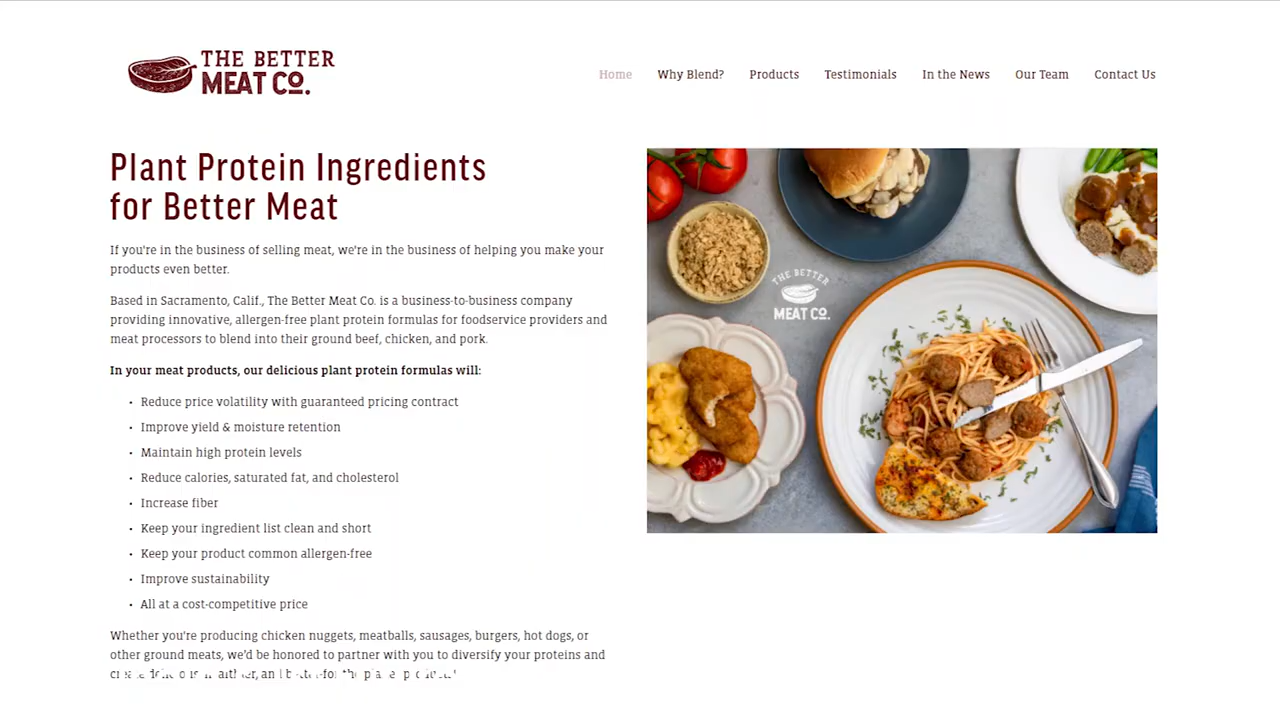 THE BETTER
MEAT CO.
Home Why Blend? Products Testimonials In the News Our Team Contact Us
Plant Protein Ingredients
for Better Meat
If you're in the business of selling meat, we're in the business of helping you make your
products even better.
Based in Sacramento, Calif., The Better Meat Co. is a business-to-business company
providing innovative, allergen-free plant protein formulas for foodservice providers and
meat processors to blend into their ground beef, chicken, and pork.
In your meat products, our delicious plant protein formulas will:
• Reduce price volatility with guaranteed pricing contract
• Improve yield & moisture retention
• Maintain high protein levels
• Reduce calories, saturated fat, and cholesterol
• Increase fiber
• Keep your ingredient list clean and short
• Keep your product common allergen-free
• Improve sustainability
• All at a cost-competitive price
Whether you're producing chicken nuggets, meatballs, sausages, burgers, hot dogs, or
other ground meats, we'd be honored to partner with you to diversify your proteins and
THE BETTER
MEAT CO.